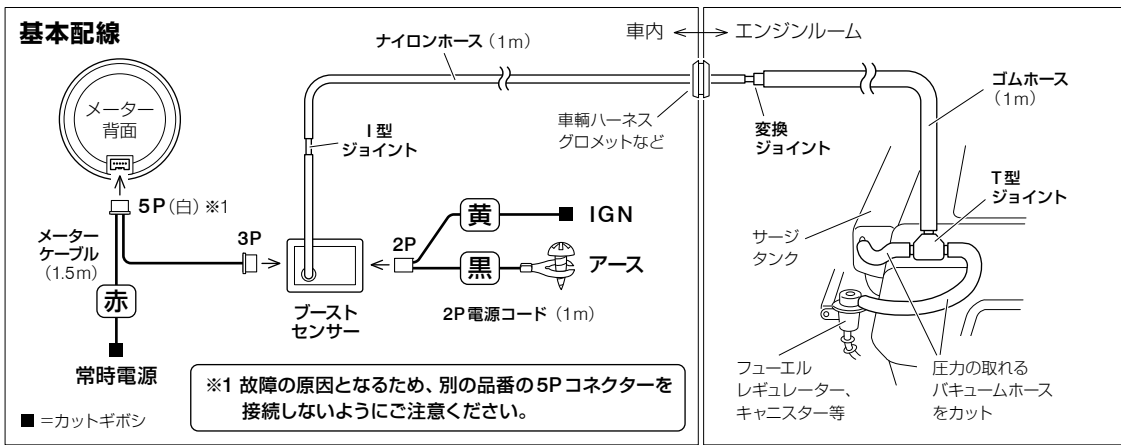 基本配線
メーター
背面
5P(白)※1
メーター
ケーブル
(1.5m)
赤
常時電源
■=カットギボシ
3P
ナイロンホース(1m)
I型
ジョイント
ブースト
センサー
2P
黄
IGN
黒
アース
2P電源コード(1m)
※1 故障の原因となるため、別の品番の5Pコネクターを
接続しないようにご注意ください。
車内
エンジンルーム
車輌ハーネス
グロメットなど
変換
ジョイント
ゴムホース
(1m)
T型
ジョイント
サージ
タンク
フューエル
レギュレーター、
キャニスター等
圧力の取れる
バキュームホース
をカット